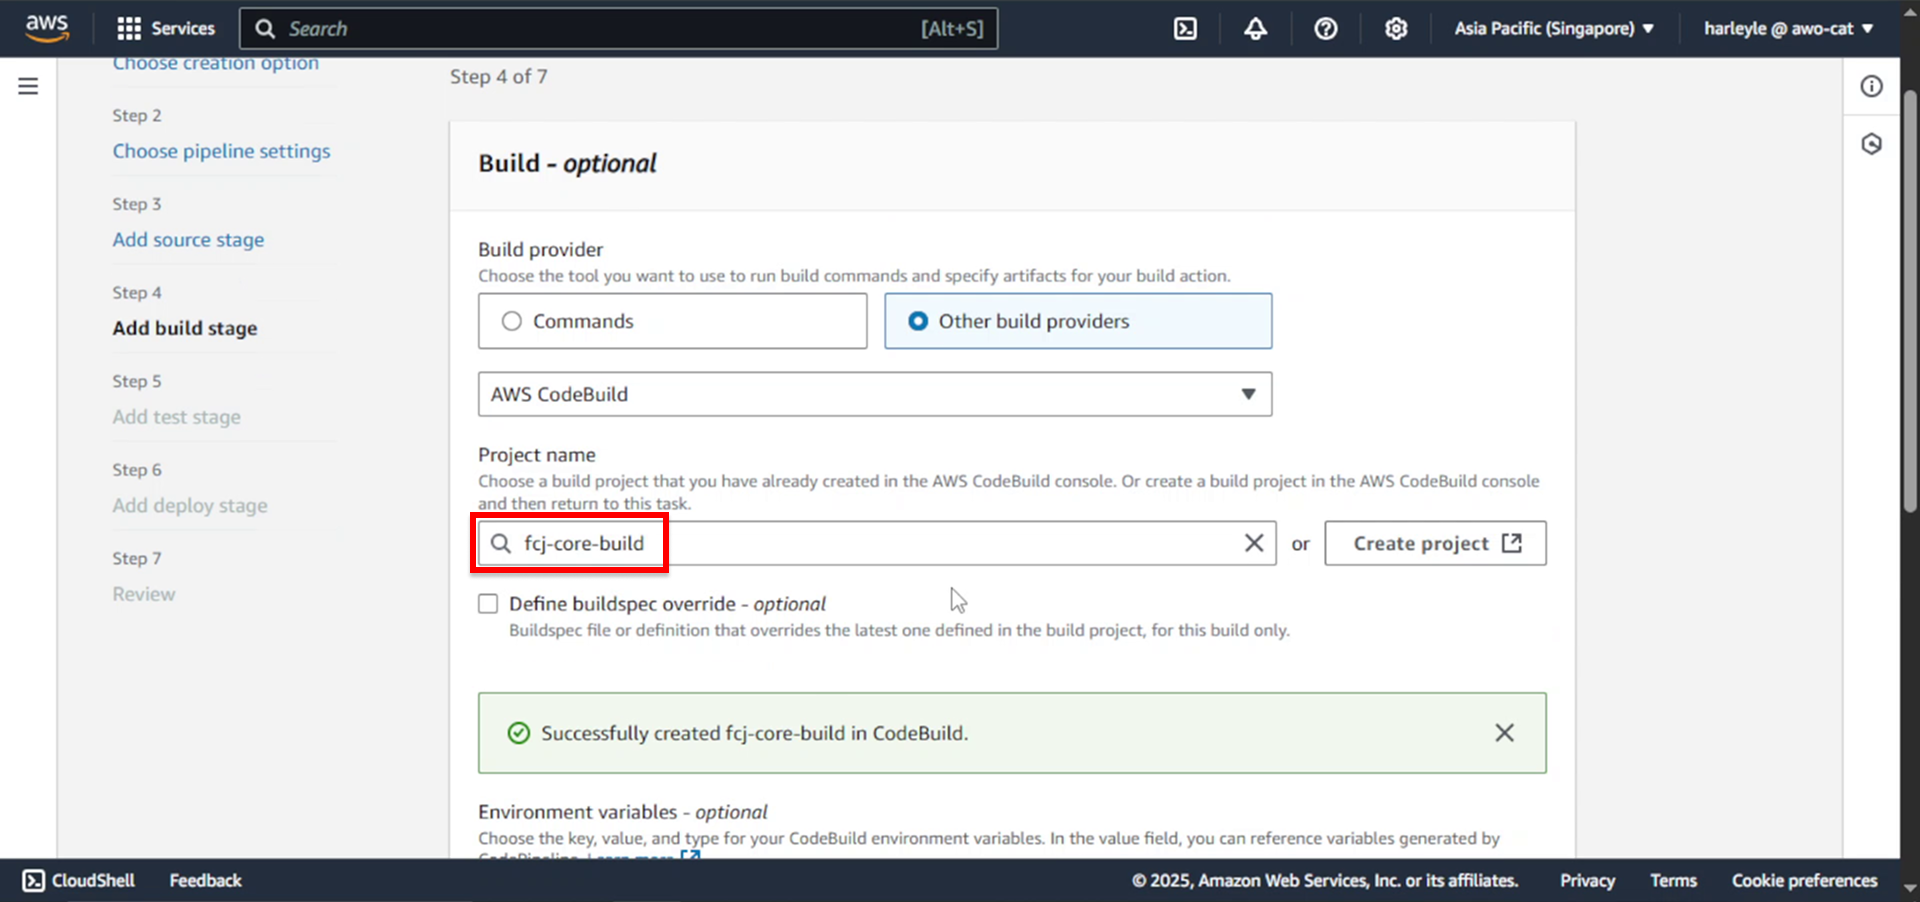 aws
Services
Search
[Alt+S]
Asia Pacific (Singapore)
harleyle @ awo-cat
Choose creation option
Step 2
Choose pipeline settings
Step 3
Add source stage
Step 4
Add build stage
Step 5
Add test stage
Step 6
Add deploy stage
Step 7
Review
Step 4 of 7
Build - optional
Build provider
Choose the tool you want to use to run build commands and specify artifacts for your build action.
Commands
Other build providers
AWS CodeBuild
Project name
Choose a build project that you have already created in the AWS CodeBuild console. Or create a build project in the AWS CodeBuild console
and then return to this task.
fcj-core-build
or
Create project
Define buildspec override - optional
Buildspec file or definition that overrides the latest one defined in the build project, for this build only.
Successfully created fcj-core-build in CodeBuild.
Environment variables - optional
Choose the key, value, and type for your CodeBuild environment variables. In the value field, you can reference variables generated by
CodePipeline. Learn more
CloudShell
Feedback
© 2025, Amazon Web Services, Inc. or its affiliates.
Privacy
Terms
Cookie preferences